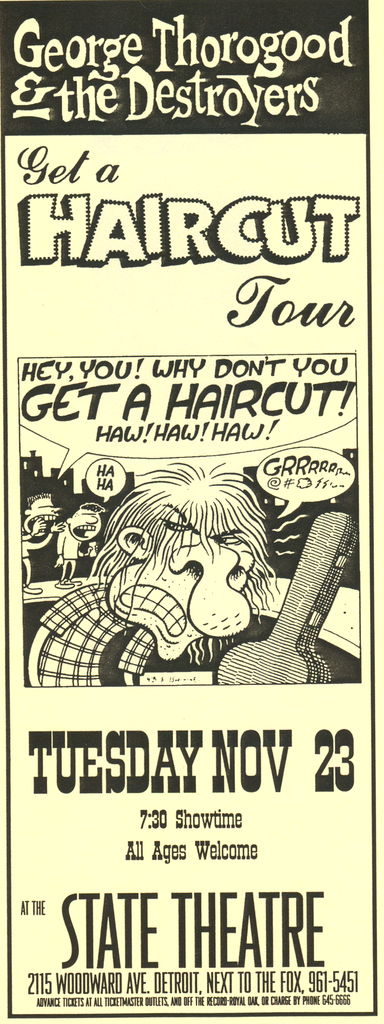 George Thorogood
& the Destroyers
Get a
HAIRCUT
Tour
HEY, YOU! WHY DON'T YOU
GET A HAIRCUT!
HAW! HAW! HAW!
HA
HA
GRRRRR...
TUESDAY NOV 23
7:30 Showtime
All Ages Welcome
AT THE
STATE THEATRE
2115 WOODWARD AVE. DETROIT, NEXT TO THE FOX, 961-5451
ADVANCE TICKETS AT ALL TICKETMASTER OUTLETS, AND OFF THE RECORD-ROYAL OAK, OR CHARGE BY PHONE 645-6666